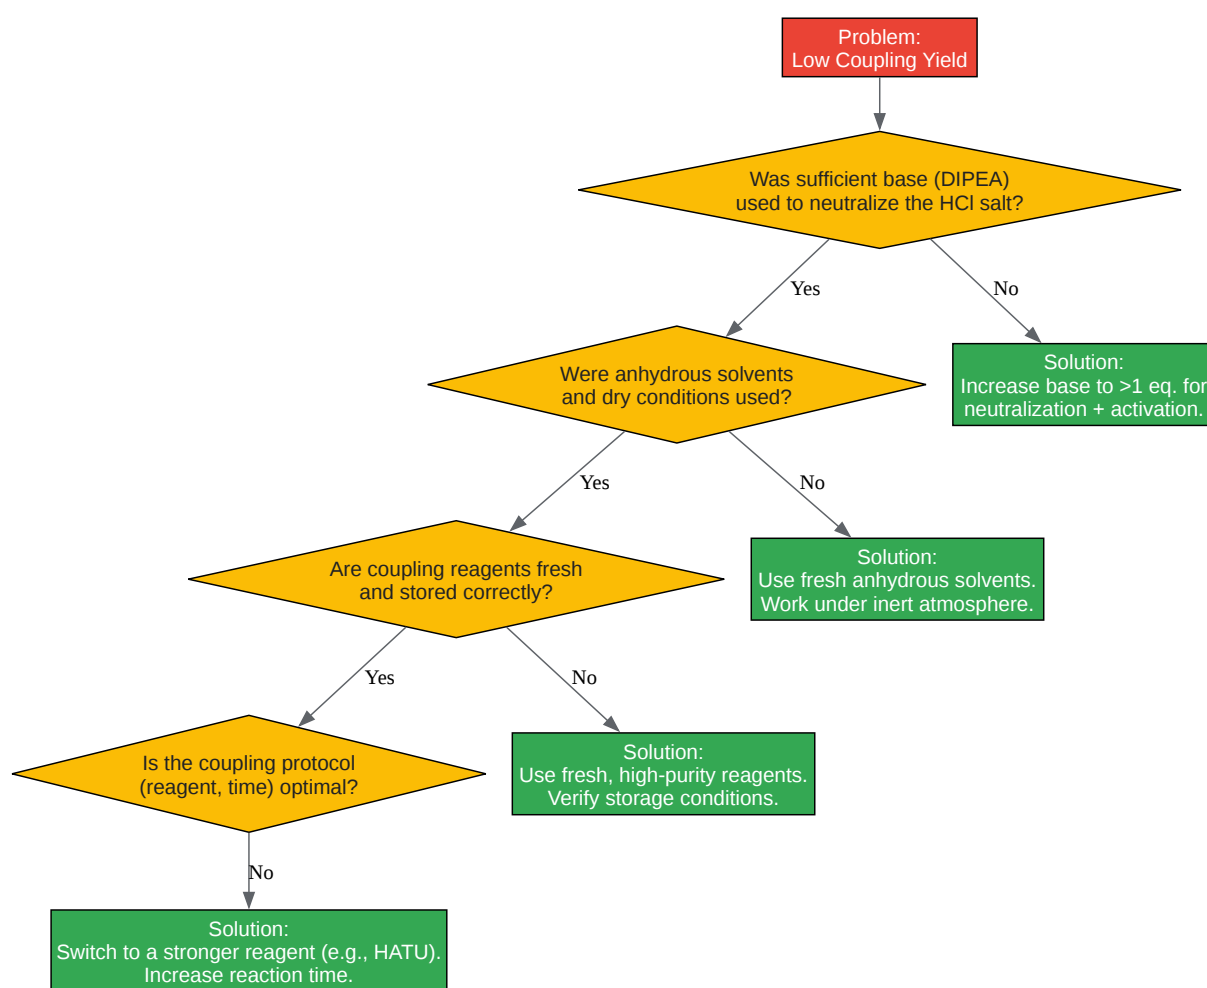 Problem:
Low Coupling Yield
Was sufficient base (DIPEA)
used to neutralize the HCl salt?
Yes
No
Solution:
Increase base to >1 eq. for
neutralization + activation.
Were anhydrous solvents
and dry conditions used?
Yes
No
Solution:
Use fresh anhydrous solvents.
Work under inert atmosphere.
Are coupling reagents fresh
and stored correctly?
Yes
No
Solution:
Use fresh, high-purity reagents.
Verify storage conditions.
Is the coupling protocol
(reagent, time) optimal?
No
Solution:
Switch to a stronger reagent (e.g., HATU).
Increase reaction time.